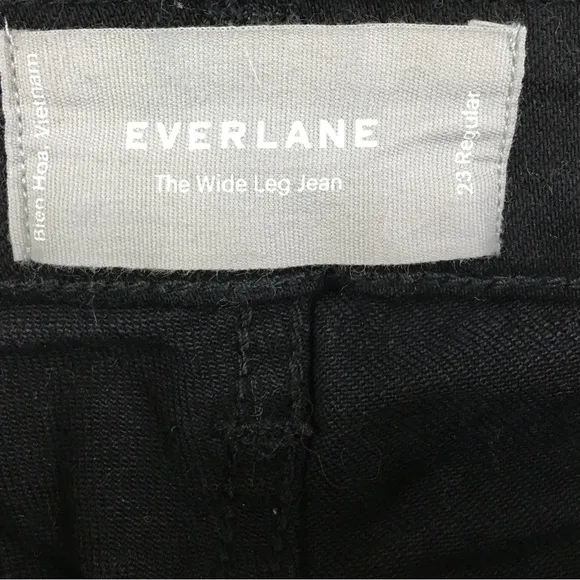 Bien Hoa, Vietnam
EVERLANE
The Wide Leg Jean
23 Regular